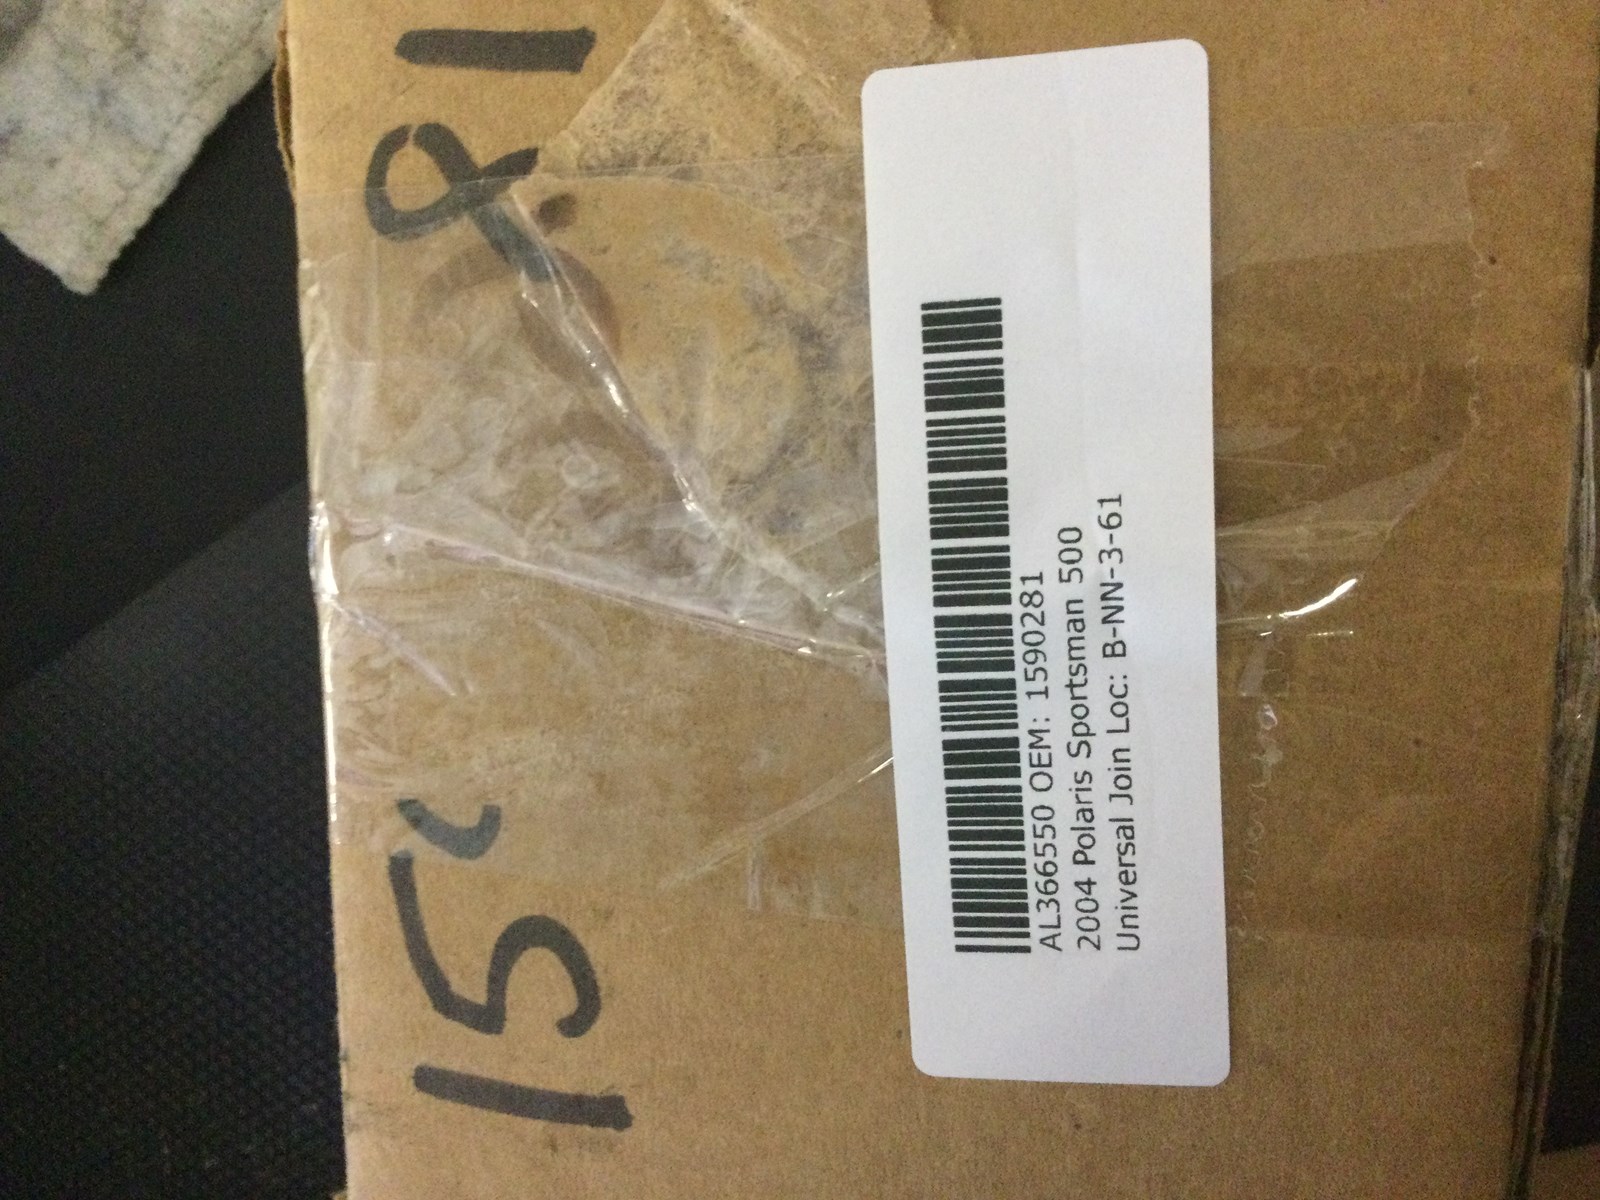 AL366550 OEM: 1590281
2004 Polaris Sportsman 500
Universal Join Loc: B-NN-3-61